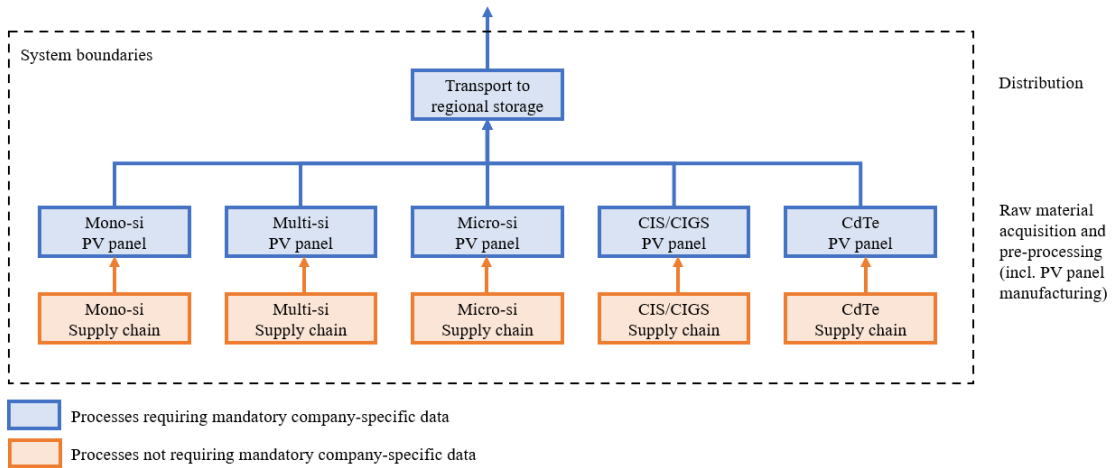 System boundaries
Transport to
regional storage
Distribution
Mono-si
PV panel
Multi-si
PV panel
Micro-si
PV panel
CIS/CIGS
PV panel
CdTe
PV panel
Raw material
acquisition and
pre-processing
(incl. PV panel
manufacturing)
Mono-si
Supply chain
Multi-si
Supply chain
Micro-si
Supply chain
CIS/CIGS
Supply chain
CdTe
Supply chain
Processes requiring mandatory company-specific data
Processes not requiring mandatory company-specific data